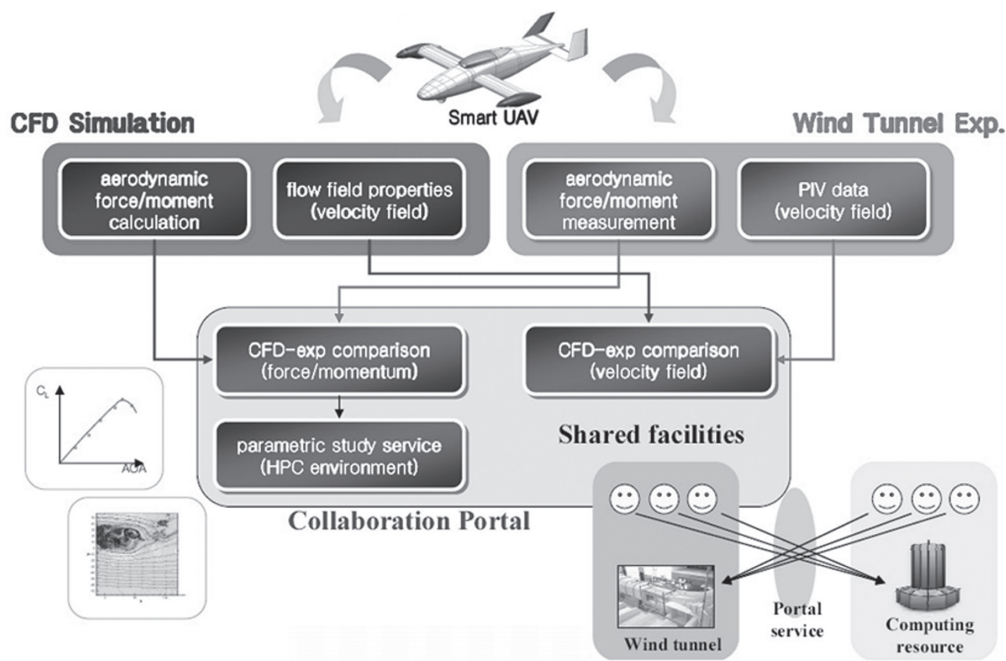 Smart UAV
CFD Simulation
Wind Tunnel Exp.
aerodynamic
force/moment
calculation
flow field properties
(velocity field)
aerodynamic
force/moment
measurement
PIV data
(velocity field)
CFD-exp comparison
(force/momentum)
CFD-exp comparison
(velocity field)
parametric study service
(HPC environment)
Shared facilities
Collaboration Portal
CL
AOA
Wind tunnel
Portal
service
Computing
resource